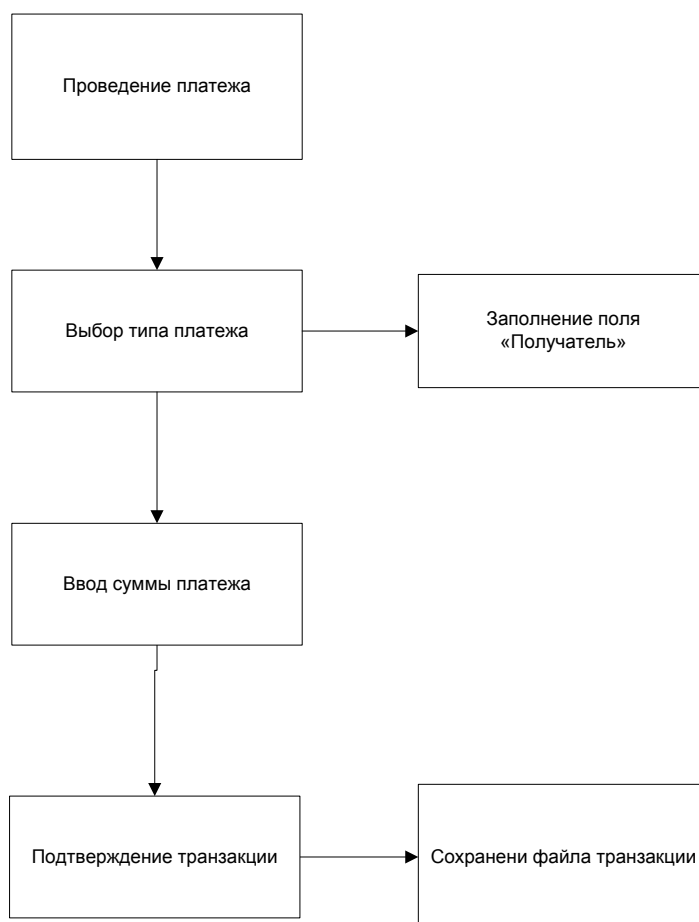 Проведение платежа
Выбор типа платежа
Заполнение поля
«Получатель»
Ввод суммы платежа
Подтверждение транзакции
Сохранени файла транзакции